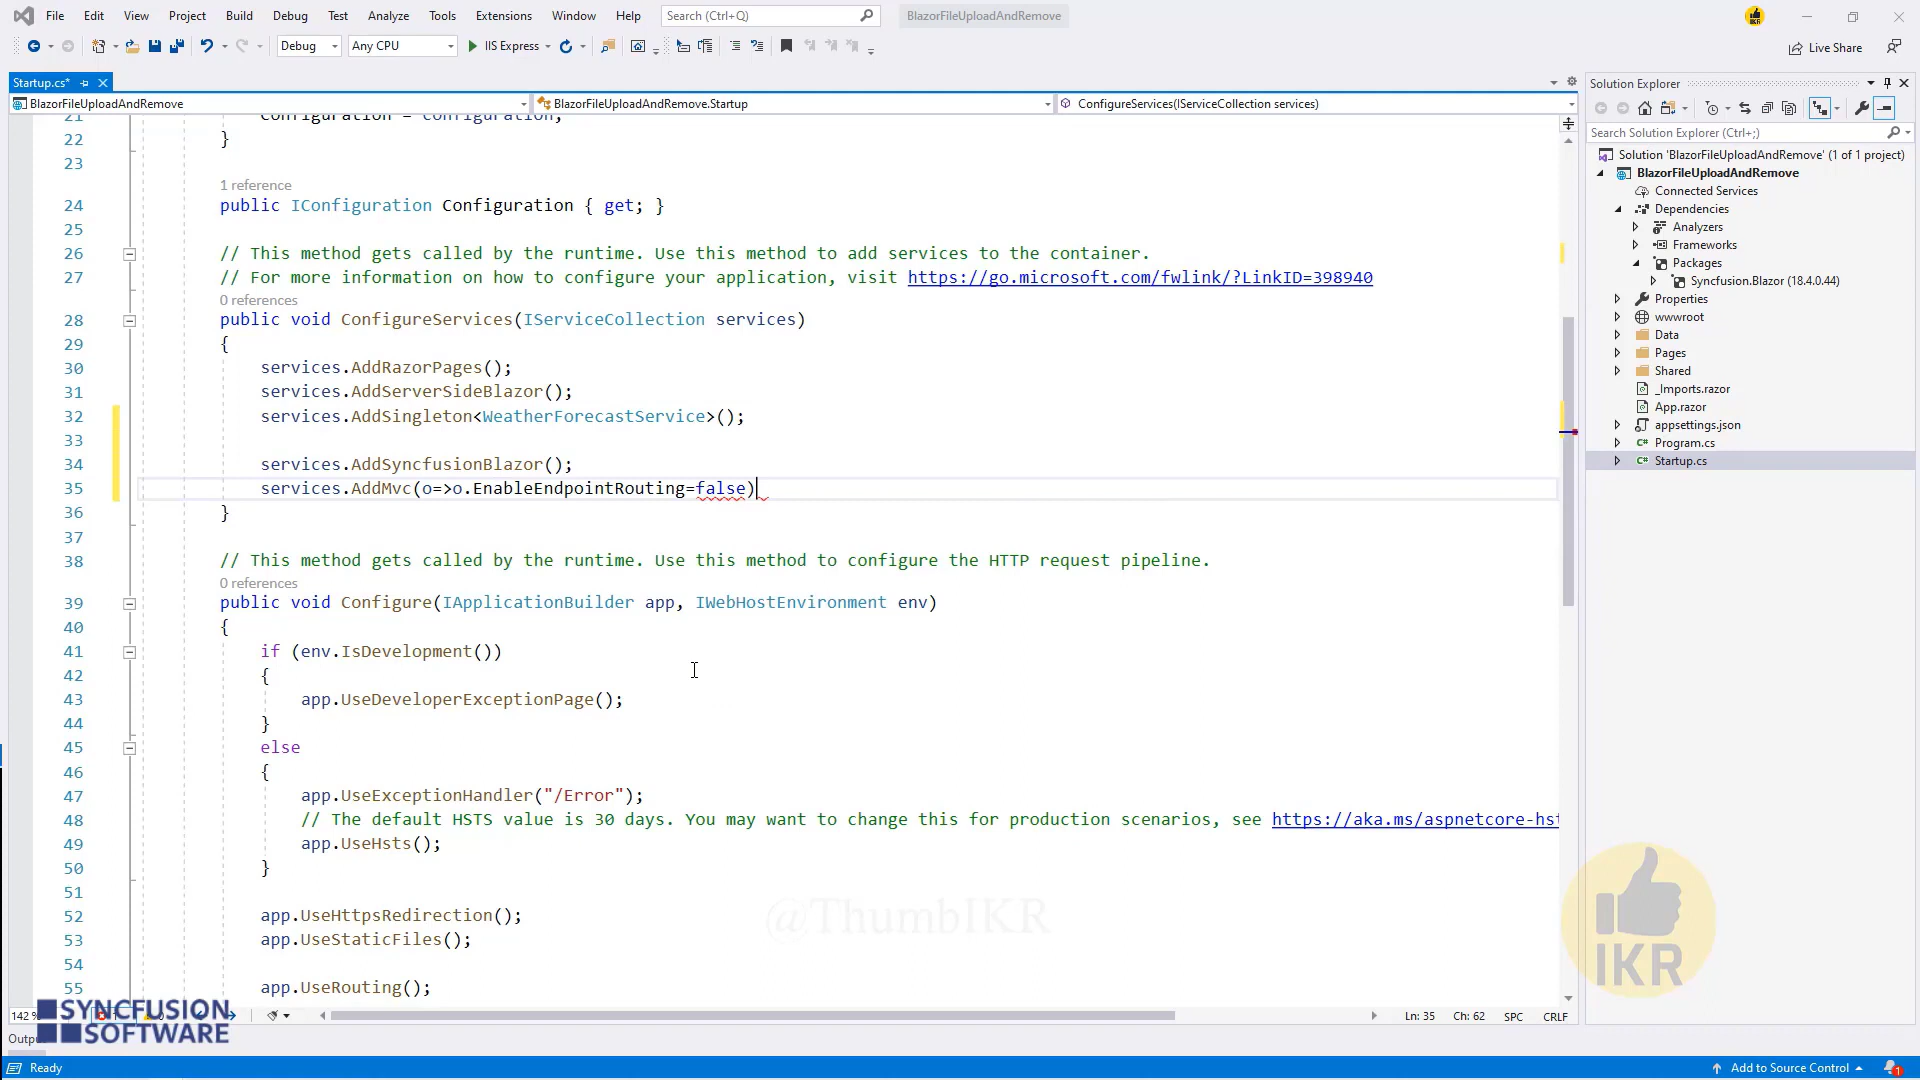 File Edit View Project Build Debug Test Analyze Tools Extensions Window Help Search (Ctrl+Q) BlazorFileUploadAndRemove
Debug Any CPU IIS Express Live Share
Startup.cs*
BlazorFileUploadAndRemove BlazorFileUploadAndRemove.Startup ConfigureServices(IServiceCollection services)
21 Configuration = configuration;
22 }
23
1 reference
24 public IConfiguration Configuration { get; }
25
26 // This method gets called by the runtime. Use this method to add services to the container.
27 // For more information on how to configure your application, visit https://go.microsoft.com/fwlink/?LinkID=398940
0 references
28 public void ConfigureServices(IServiceCollection services)
29 {
30 services.AddRazorPages();
31 services.AddServerSideBlazor();
32 services.AddSingleton<WeatherForecastService>();
33
34 services.AddSyncfusionBlazor();
35 services.AddMvc(o=>o.EnableEndpointRouting=false)
36 }
37
38 // This method gets called by the runtime. Use this method to configure the HTTP request pipeline.
0 references
39 public void Configure(IApplicationBuilder app, IWebHostEnvironment env)
40 {
41 if (env.IsDevelopment())
42 {
43 app.UseDeveloperExceptionPage();
44 }
45 else
46 {
47 app.UseExceptionHandler("/Error");
48 // The default HSTS value is 30 days. You may want to change this for production scenarios, see https://aka.ms/aspnetcore-hst
49 app.UseHsts();
50 }
51
52 app.UseHttpsRedirection();
53 app.UseStaticFiles();
54
55 app.UseRouting();
@ThumbIKR
142 %
Ln: 35 Ch: 62 SPC CRLF
SYNCFUSION
SOFTWARE
Outpu
Ready
Add to Source Control
1
Solution Explorer
Search Solution Explorer (Ctrl+;)
Solution 'BlazorFileUploadAndRemove' (1 of 1 project)
BlazorFileUploadAndRemove
Connected Services
Dependencies
Analyzers
Frameworks
Packages
Syncfusion.Blazor (18.4.0.44)
Properties
wwwroot
Data
Pages
Shared
_Imports.razor
App.razor
appsettings.json
C# Program.cs
C# Startup.cs
IKR